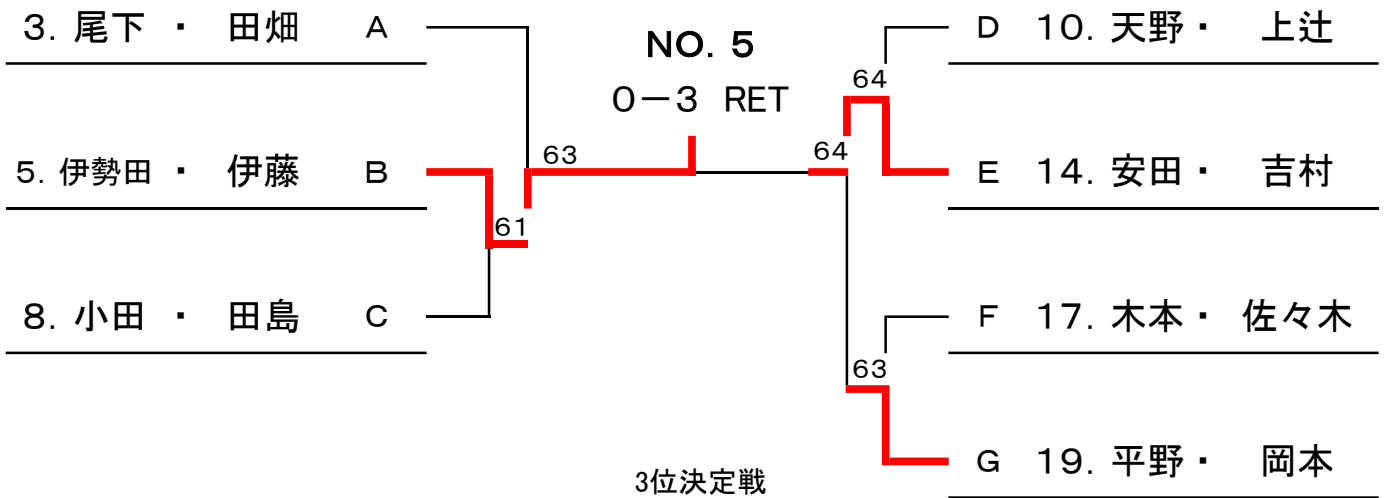 3. 尾下 ・ 田畑 A
5. 伊勢田 ・ 伊藤 B
8. 小田 ・ 田島 C
61
63
NO. 5
0－3 RET
64
64
63
D 10. 天野・ 上辻
E 14. 安田・ 吉村
F 17. 木本・ 佐々木
G 19. 平野・ 岡本
3位決定戦